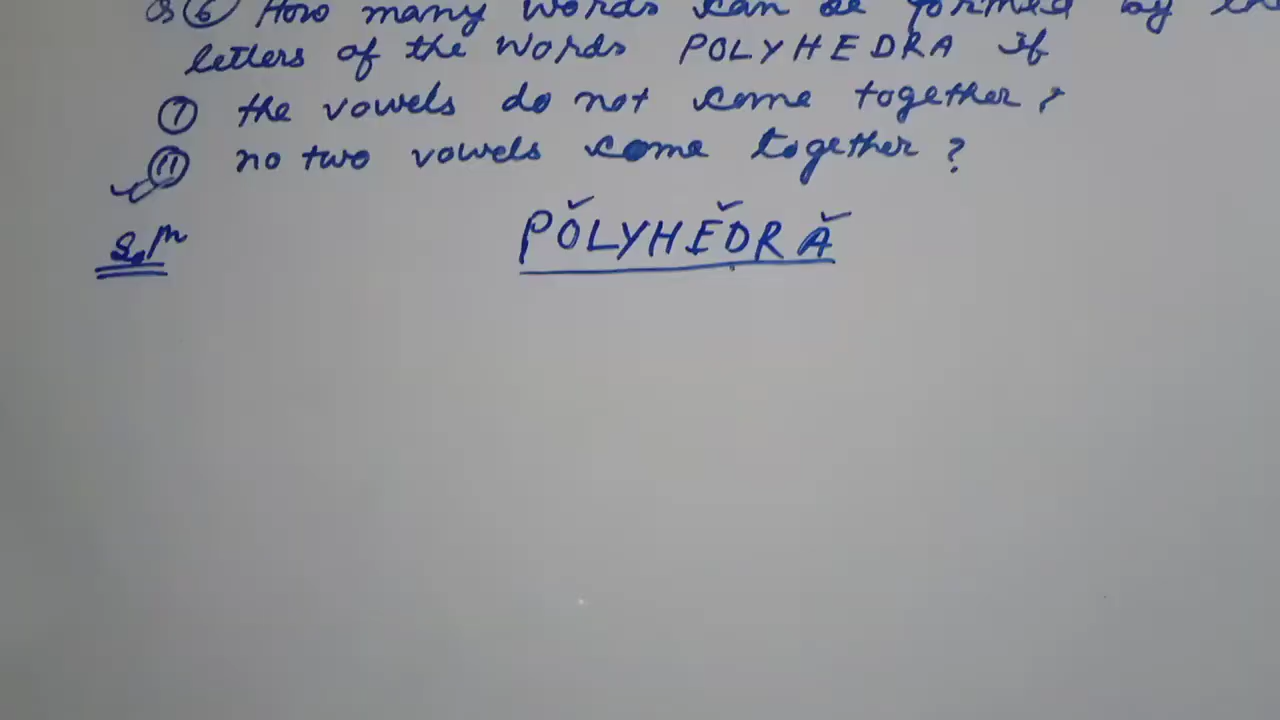 Q 6 How many words can be formed by the
letters of the words POLYHEDRA if
I the vowels do not come together ?
II no two vowels come together ?
Soln POLYHEDRA